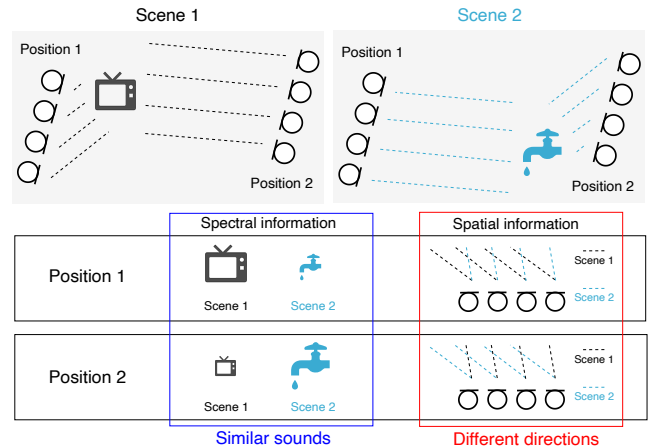 Scene 1
Scene 2
Position 1
Position 2
Position 1
Position 2
Spectral information
Spatial information
Position 1
Scene 1
Scene 2
Scene 1
Scene 2
Position 2
Scene 1
Scene 2
Scene 1
Scene 2
Similar sounds
Different directions